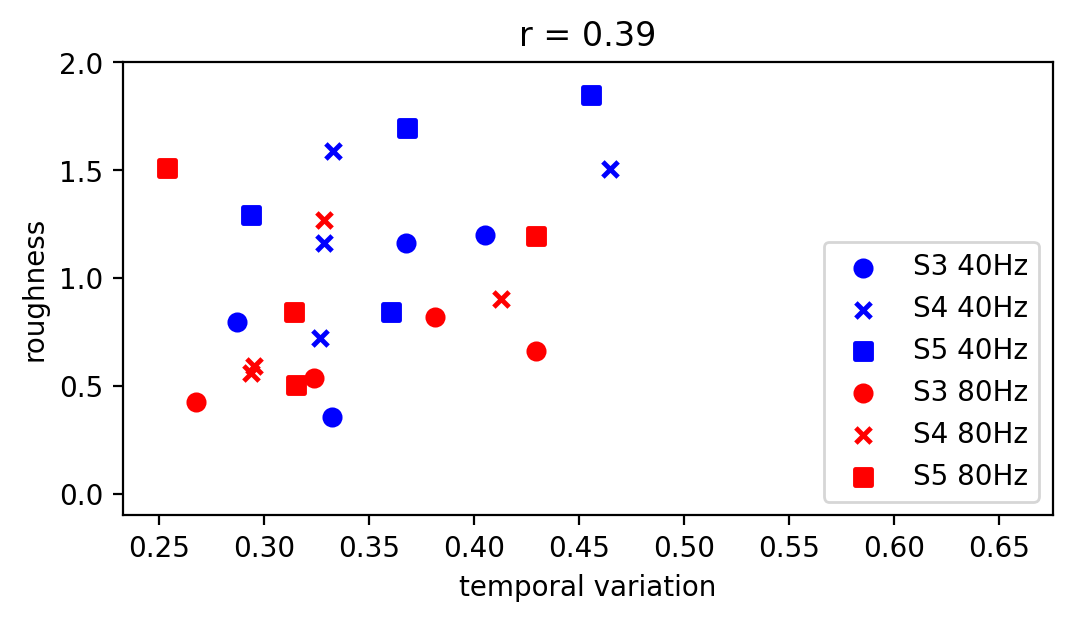 r = 0.39
2.0
1.5
1.0
0.5
0.0
roughness
0.25 0.30 0.35 0.40 0.45 0.50 0.55 0.60 0.65
temporal variation
S3 40Hz
S4 40Hz
S5 40Hz
S3 80Hz
S4 80Hz
S5 80Hz